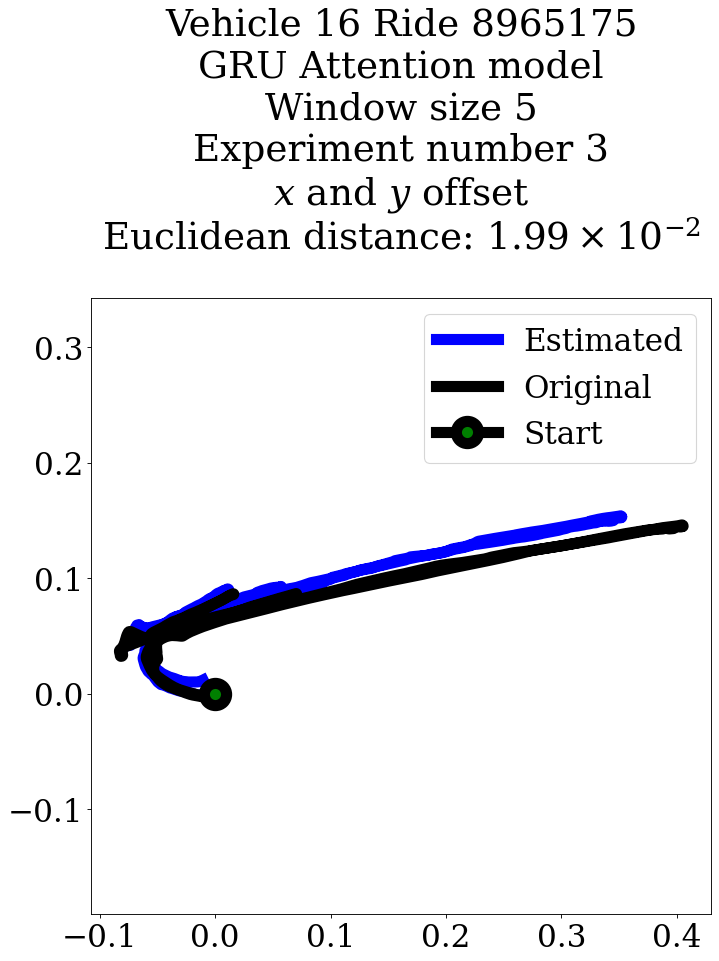 Vehicle 16 Ride 8965175
GRU Attention model
Window size 5
Experiment number 3
x and y offset
Euclidean distance: 1.99 × 10⁻²
Estimated
Original
Start
0.3
0.2
0.1
0.0
−0.1
−0.1 0.0 0.1 0.2 0.3 0.4